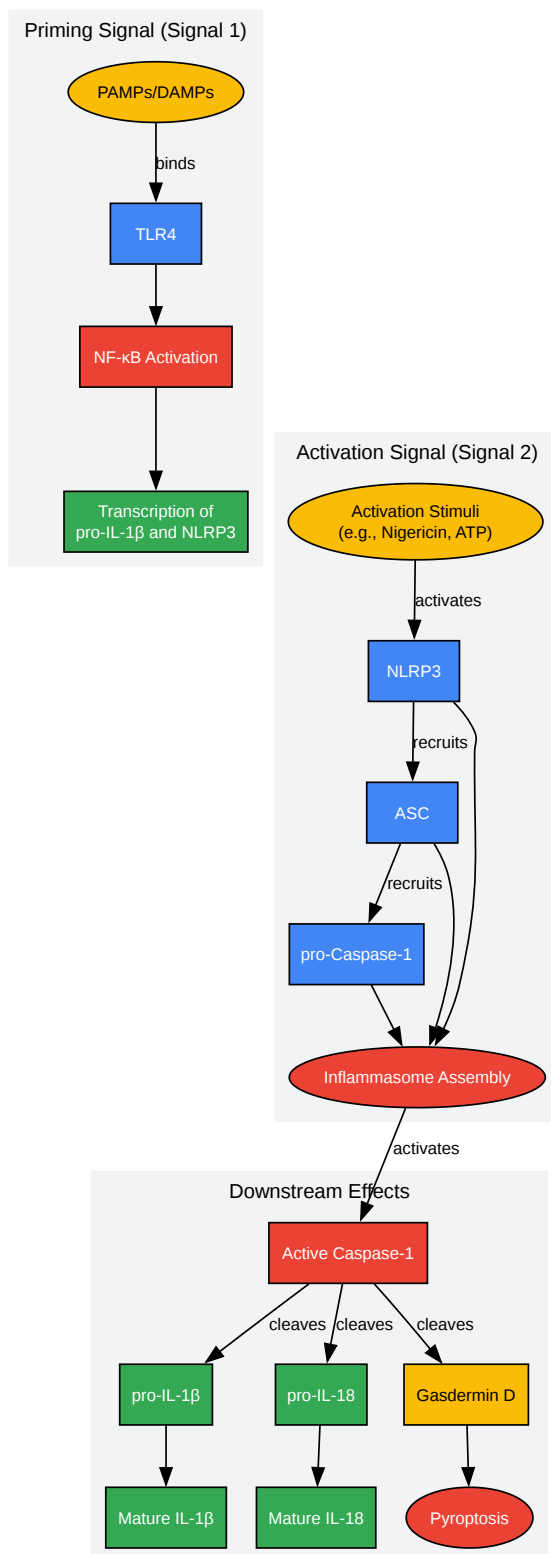 Priming Signal (Signal 1)
PAMPs/DAMPs
binds
TLR4
NF-κB Activation
Transcription of
pro-IL-1β and NLRP3
Activation Signal (Signal 2)
Activation Stimuli
(e.g., Nigericin, ATP)
activates
NLRP3
recruits
ASC
recruits
pro-Caspase-1
Inflammasome Assembly
activates
Downstream Effects
Active Caspase-1
cleaves cleaves cleaves
pro-IL-1β pro-IL-18 Gasdermin D
Mature IL-1β Mature IL-18 Pyroptosis